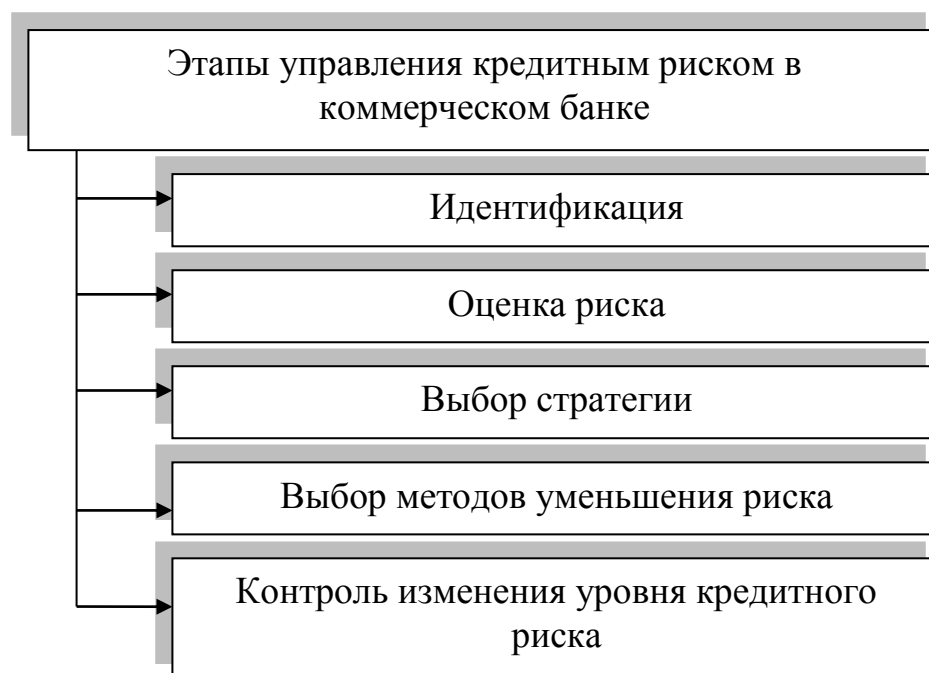 Этапы управления кредитным риском в
коммерческом банке
Идентификация
Оценка риска
Выбор стратегии
Выбор методов уменьшения риска
Контроль изменения уровня кредитного
риска